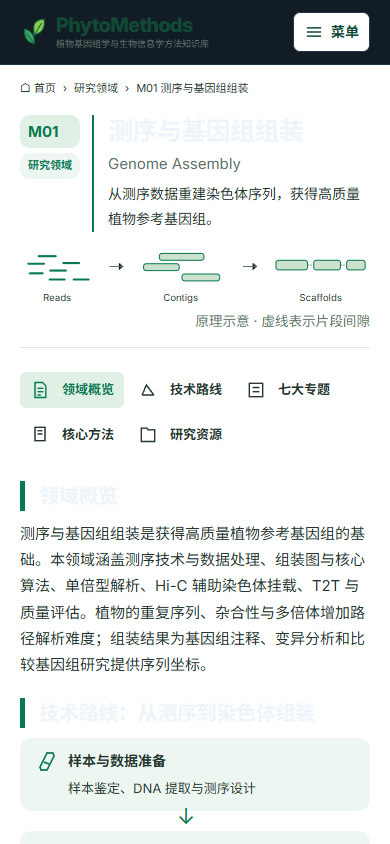 PhytoMethods
植物基因组学与生物信息学方法知识库
菜单
首页 › 研究领域 › M01 测序与基因组组装
M01
研究领域
测序与基因组组装
Genome Assembly
从测序数据重建染色体序列，获得高质量
植物参考基因组。
Reads
Contigs
Scaffolds
原理示意 · 虚线表示片段间隙
领域概览
技术路线
七大专题
核心方法
研究资源
领域概览
测序与基因组组装是获得高质量植物参考基因组的基
础。本领域涵盖测序技术与数据处理、组装图与核心
算法、单倍型解析、Hi-C 辅助染色体挂载、T2T 与
质量评估。植物的重复序列、杂合性与多倍体增加路
径解析难度；组装结果为基因组注释、变异分析和比
较基因组研究提供序列坐标。
技术路线：从测序到染色体组装
样本与数据准备
样本鉴定、DNA 提取与测序设计